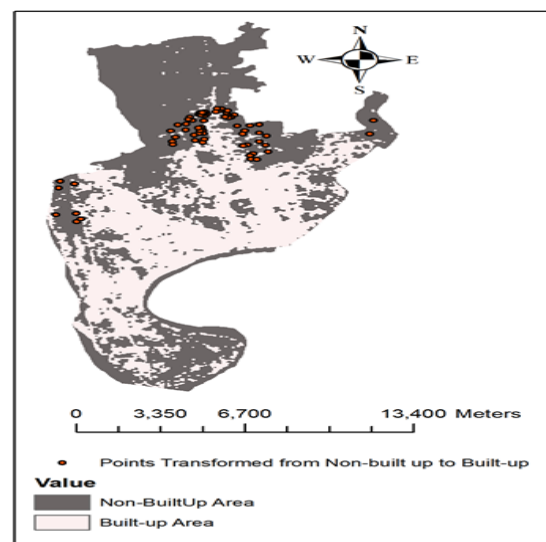 N
W E
S
0 3,350 6,700 13,400 Meters
Points Transformed from Non-built up to Built-up
Value
Non-BuiltUp Area
Built-up Area